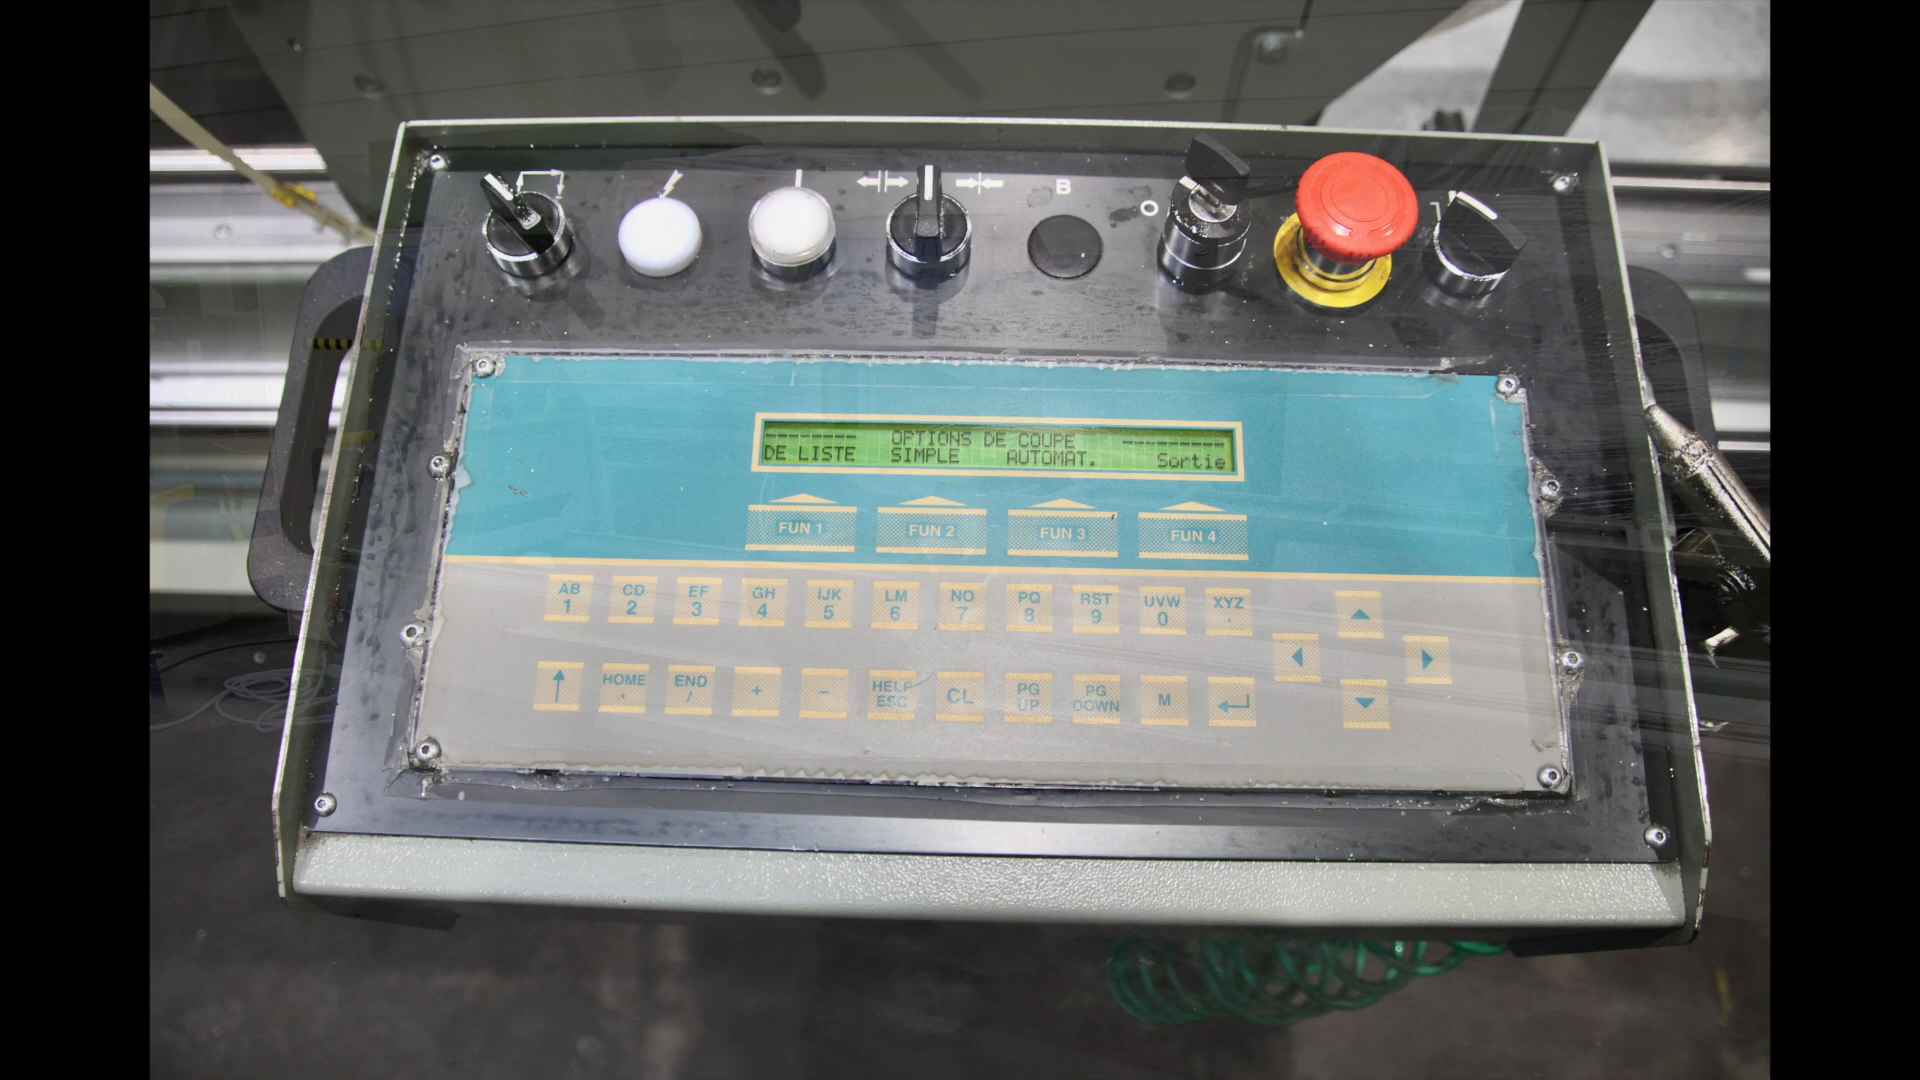 B
-------- OPTIONS DE COUPE ---------
DE LISTE SIMPLE AUTOMAT. Sortie
FUN 1 FUN 2 FUN 3 FUN 4
AB CD EF GH IJK LM NO PQ RST UVW XYZ
1 2 3 4 5 6 7 8 9 0 .
HOME END + - HELP CL PG PG M
. / ESC UP DOWN